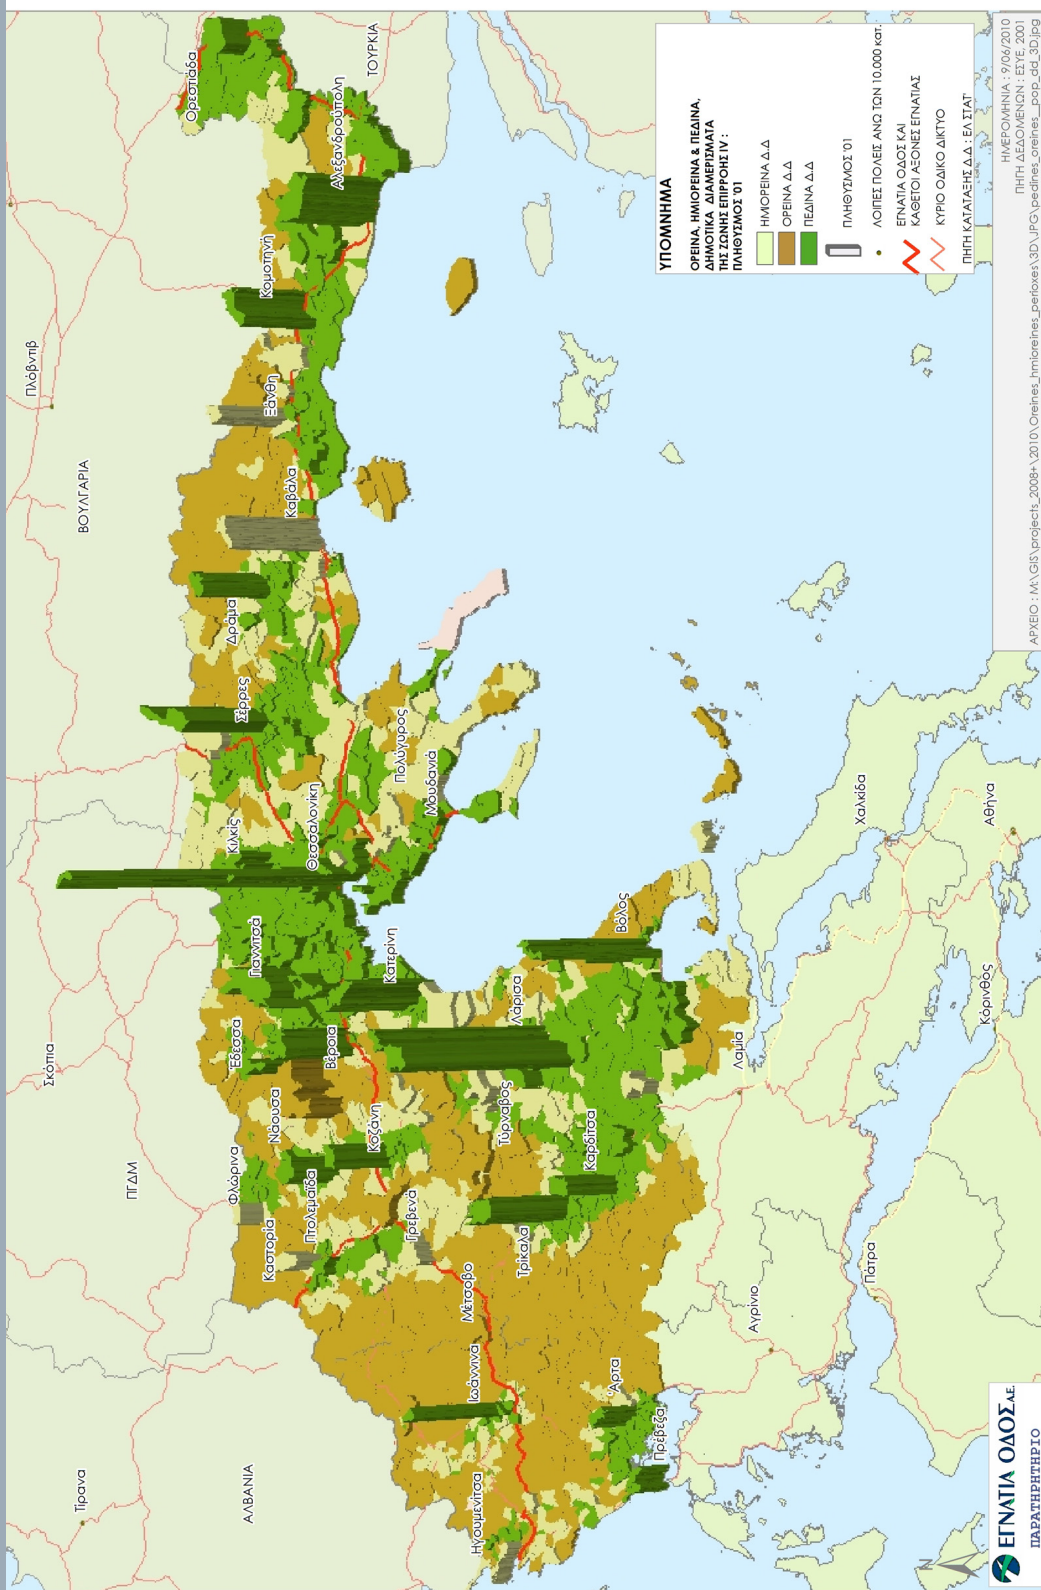 Ορεστιάδα
ΤΟΥΡΚΙΑ
Αλεξανδρούπολη
Κομοτηνή
Πλόβντιβ
Ξάνθη
ΒΟΥΛΓΑΡΙΑ
Καβάλα
Δράμα
Σέρρες
Πολύγυρος
Μουδανιά
Θεσσαλονίκη
Κιλκίς
Γιαννιτσά
Κατερίνη
Βόλος
Λάρισα
Έδεσσα
Βέροια
Σκόπια
Νάουσα
Κοζάνη
Τύρναβος
Καρδίτσα
Λαμία
Χαλκίδα
Αθήνα
Κόρινθος
ΠΓΔΜ
Φλώρινα
Πτολεμαΐδα
Καστοριά
Γρεβενά
Τρίκαλα
Μέτσοβο
Ιωάννινα
Άρτα
Πρέβεζα
Αγρίνιο
Πάτρα
Ηγουμενίτσα
Τίρανα
ΑΛΒΑΝΙΑ
ΥΠΟΜΝΗΜΑ
ΟΡΕΙΝΑ, ΗΜΙΟΡΕΙΝΑ & ΠΕΔΙΝΑ,
ΔΗΜΟΤΙΚΑ ΔΙΑΜΕΡΙΣΜΑΤΑ
ΤΗΣ ΖΩΝΗΣ ΕΠΙΡΡΟΗΣ IV :
ΠΛΗΘΥΣΜΟΣ '01
ΗΜΙΟΡΕΙΝΑ Δ.Δ
ΟΡΕΙΝΑ Δ.Δ
ΠΕΔΙΝΑ Δ.Δ
ΠΛΗΘΥΣΜΟΣ '01
ΛΟΙΠΕΣ ΠΟΛΕΙΣ ΑΝΩ ΤΩΝ 10.000 κατ.
ΕΓΝΑΤΙΑ ΟΔΟΣ ΚΑΙ
ΚΑΘΕΤΟΙ ΑΞΟΝΕΣ ΕΓΝΑΤΙΑΣ
ΚΥΡΙΟ ΟΔΙΚΟ ΔΙΚΤΥΟ
ΠΗΓΗ ΚΑΤΑΤΑΞΗΣ Δ.Δ : ΕΛ ΣΤΑΤ
ΗΜΕΡΟΜΗΝΙΑ : 9/06/2010
ΠΗΓΗ ΔΕΔΟΜΕΝΩΝ : ΕΣΥΕ, 2001
ΑΡΧΕΙΟ : M:\GIS\projects_2008+\2010\Oreines_hmioreines_perioxes\3D\JPG\pedines_oreines_pop_dd_3D.jpg
N
ΕΓΝΑΤΙΑ ΟΔΟΣ Α.Ε.
ΠΑΡΑΤΗΡΗΤΗΡΙΟ